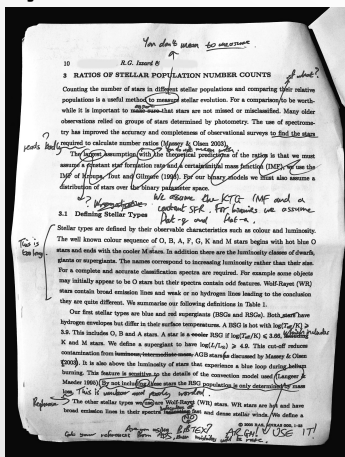 You don't mean to measure
10 R.G. Izzard &
3 RATIOS OF STELLAR POPULATION NUMBER COUNTS
of what?
Counting the number of stars in different stellar populations and comparing their relative
populations is a useful method to measure stellar evolution. For a comparison to be worth-
while it is important to make sure that stars are not missed or misclassified. Many older
observations relied on groups of stars determined by photometry. The use of spectrome-
try has improved the accuracy and completeness of observational surveys to find the stars
required to calculate number ratios (Massey & Olsen 2003).
reads badly
The largest assumption with the theoretical predictions of the ratios is that we must
assume a constant star formation rate and a certain initial mass function (IMF), we use the
IMF of Kroupa, Tout and Gilmore (1993). For our binary models we must also assume a
distribution of stars over the binary parameter space.
We assume the KTG IMF and a
constant SFR. For binaries we assume
3.1 Defining Stellar Types
Stellar types are defined by their observable characteristics such as colour and luminosity.
The well known colour sequence of O, B, A, F, G, K and M stars begins with hot blue O
This is
too long.
stars and ends with the cooler M stars. In addition there are the luminosity classes of dwarfs,
giants or supergiants. The names correspond to increasing luminosity rather than their size.
For a complete and accurate classification spectra are required. For example some objects
may initially appear to be O stars but their spectra contain odd features. Wolf-Rayet (WR)
stars contain broad emission lines and weak or no hydrogen lines leading to the conclusion
they are quite different. We summarise our following definitions in Table 1.
Our first stellar types are blue and red supergiants (BSGs and RSGs). Both have
hydrogen envelopes but differ in their surface temperatures. A BSG is hot with log(Teff/K) ≥
3.9. This includes O, B and A stars. A star is a cooler RSG if log(Teff/K) ≤ 3.66,
which includes
K and M stars. We define a supergiant to have log(L/L⊙) ≥ 4.9. This cut-off reduces
contamination from AGB stars as discussed by Massey & Olsen
(2003). It is also above the luminosity of stars that experience a blue loop during helium
burning. This feature is sensitive to the details of the convection model used (Langer &
Maeder 1995). By not including these stars the RSG population is only determined by mass
This is unclear and poorly worded.
Rephrase
The other stellar types we use are Wolf-Rayet (WR) stars. WR stars are hot and have
broad emission lines in their spectra fast and dense stellar winds. We define a
© 2005 RAS, MNRAS 000, 1–23
BIBTEX? ARGH! USE IT!
Get your references from ADS